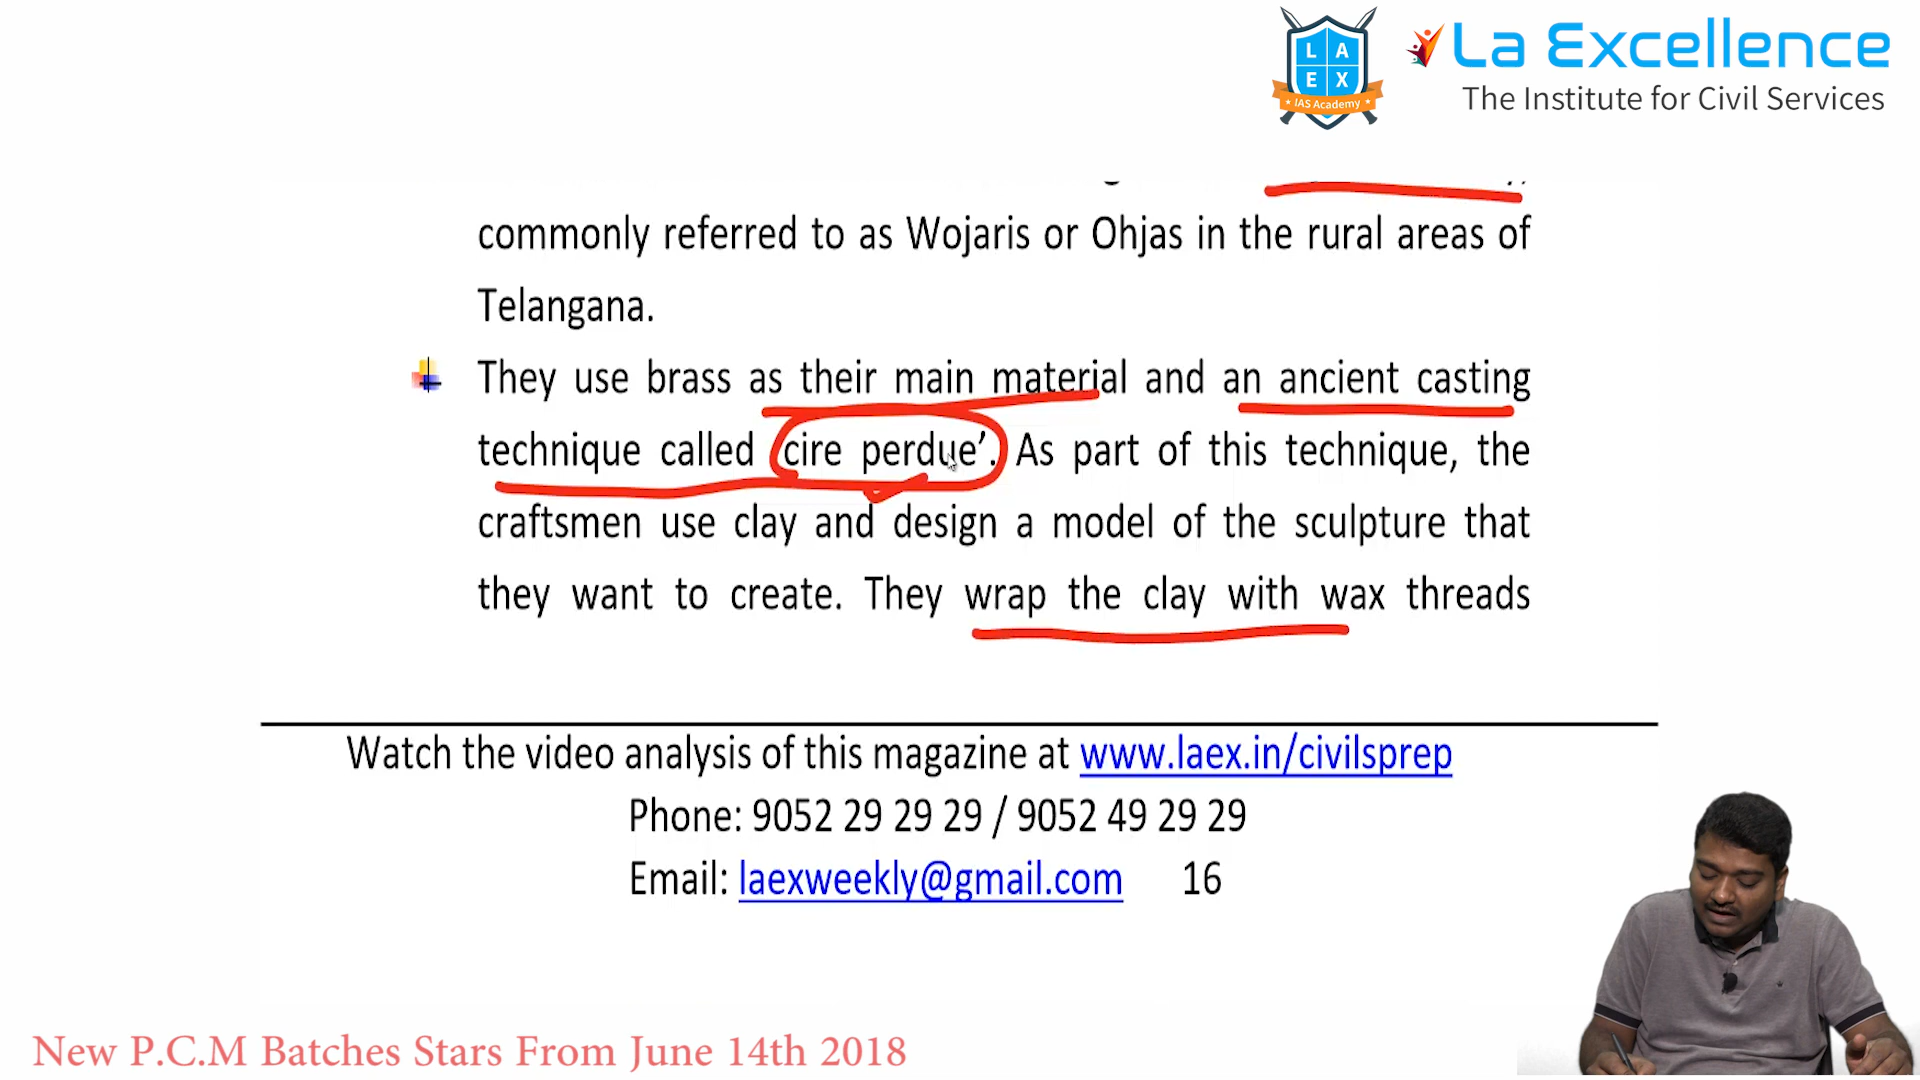 L A
E X
IAS Academy
La Excellence
The Institute for Civil Services
commonly referred to as Wojaris or Ohjas in the rural areas of
Telangana.
They use brass as their main material and an ancient casting
technique called cire perdue’. As part of this technique, the
craftsmen use clay and design a model of the sculpture that
they want to create. They wrap the clay with wax threads
Watch the video analysis of this magazine at www.laex.in/civilsprep
Phone: 9052 29 29 29 / 9052 49 29 29
Email: laexweekly@gmail.com 16
New P.C.M Batches Stars From June 14th 2018